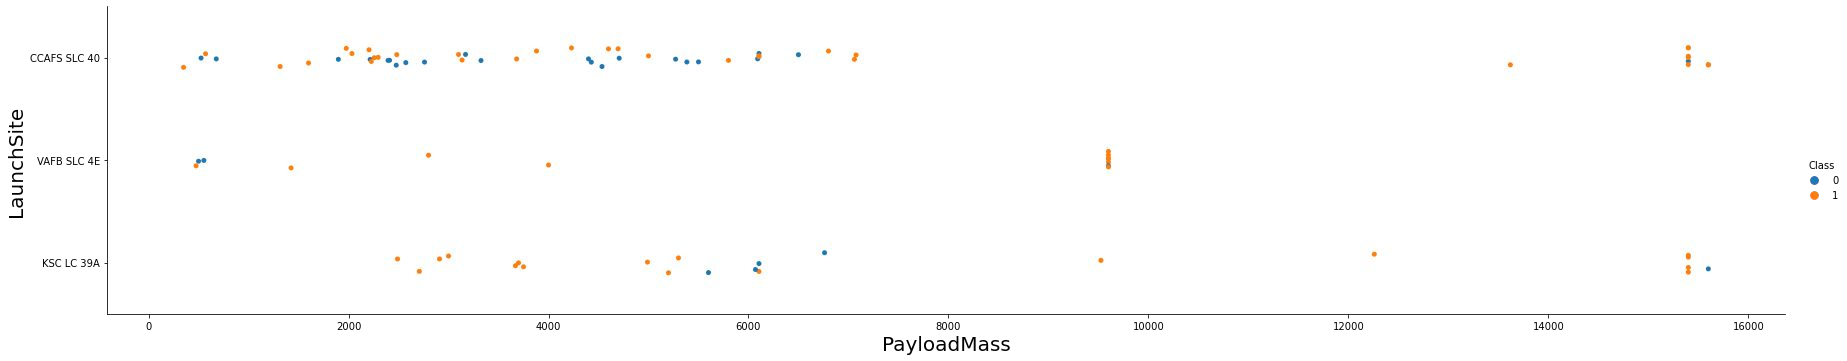 CCAFS SLC 40
VAFB SLC 4E
KSC LC 39A
LaunchSite
0 2000 4000 6000 8000 10000 12000 14000 16000
PayloadMass
Class
0
1